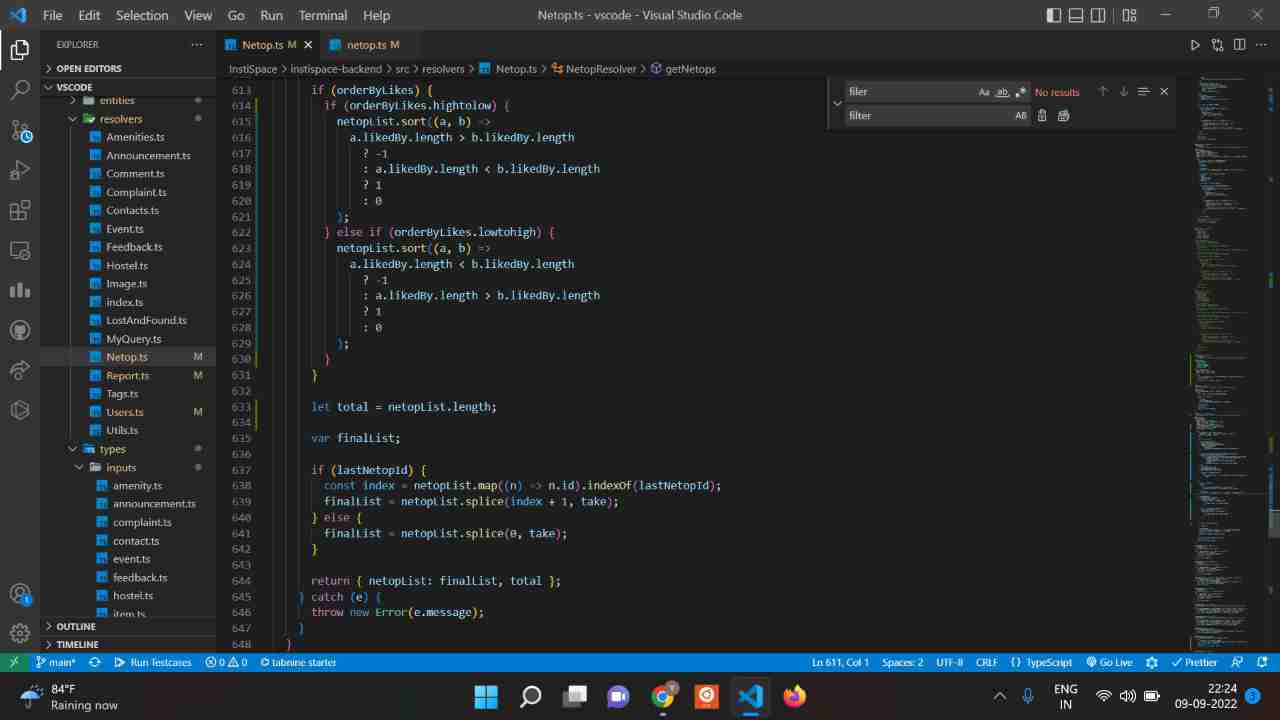 File Edit Selection View Go Run Terminal Help
Netop.ts - vscode - Visual Studio Code
EXPLORER
OPEN EDITORS
VSCODE
entities
resolvers
Amenities.ts
Announcement.ts
Comment.ts
Complaint.ts
Contacts.ts
Event.ts
Feedback.ts
Hostel.ts
Image.ts
index.ts
LostAndFound.ts
MyQuery.ts
Netop.ts M
Report.ts M
Tags.ts
Users.ts M
Utils.ts
types
inputs
amenity.ts
announcement.ts
complaint.ts
contact.ts
event.ts
feedback.ts
hostel.ts
item.ts
OUTLINE
TIMELINE
Netop.ts M netop.ts M
InstiSpace > instispace-backend > src > resolvers > Netop.ts > NetopResolver > getNetops
filer Aa ab No results
filter AB
613 if (orderByLikes) {
614 if (orderByLikes.hightolow) {
615 netopList.sort((a, b) =>
616 a.likedBy.length > b.likedBy.length
617 ? -1
618 : a.likedBy.length < b.likedBy.length
619 ? 1
620 : 0
621 );
622 } else if (orderByLikes.lowtoHigh) {
623 netopList.sort((a, b) =>
624 a.likedBy.length < b.likedBy.length
625 ? -1
626 : a.likedBy.length > b.likedBy.length
627 ? 1
628 : 0
629 );
630 }
631 }
632
633 let total = netopList.length;
634
635 var finalList;
636
637 if (lastNetopId) {
638 const index = netopList.map((n) => n.id).indexOf(lastNetopId);
639 finalList = netopList.splice(index + 1, take);
640 } else {
641 finalList = netopList.splice(0, take);
642 }
643
644 return { netopList: finalList, total };
645 } catch (e) {
646 throw new Error(e.message);
647 }
648 }
main* Run Testcases 0 0 tabnine starter
Ln 611, Col 1 Spaces: 2 UTF-8 CRLF {} TypeScript Go Live Prettier
84°F
Raining now
ENG
IN
22:24
09-09-2022
3
1